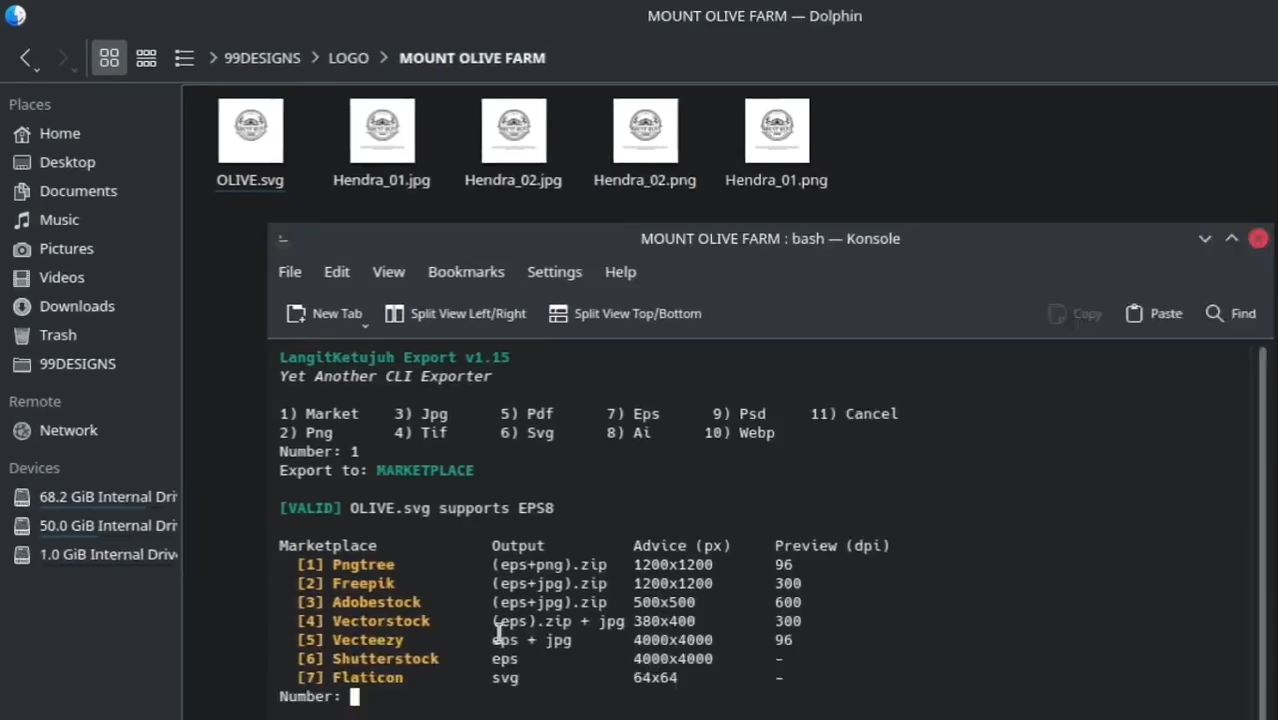 MOUNT OLIVE FARM — Dolphin
99DESIGNS LOGO MOUNT OLIVE FARM
Places
Home
Desktop
Documents
Music
Pictures
Videos
Downloads
Trash
99DESIGNS
Remote
Network
Devices
68.2 GiB Internal Dri
50.0 GiB Internal Dri
1.0 GiB Internal Drive
OLIVE.svg Hendra_01.jpg Hendra_02.jpg Hendra_02.png Hendra_01.png
MOUNT OLIVE FARM : bash — Konsole
File Edit View Bookmarks Settings Help
New Tab Split View Left/Right Split View Top/Bottom Copy Paste Find
LangitKetujuh Export v1.15
Yet Another CLI Exporter
1) Market 3) Jpg 5) Pdf 7) Eps 9) Psd 11) Cancel
2) Png 4) Tif 6) Svg 8) Ai 10) Webp
Number: 1
Export to: MARKETPLACE
[VALID] OLIVE.svg supports EPS8
Marketplace Output Advice (px) Preview (dpi)
[1] Pngtree (eps+png).zip 1200x1200 96
[2] Freepik (eps+jpg).zip 1200x1200 300
[3] Adobestock (eps+jpg).zip 500x500 600
[4] Vectorstock (eps).zip + jpg 380x400 300
[5] Vecteezy eps + jpg 4000x4000 96
[6] Shutterstock eps 4000x4000 -
[7] Flaticon svg 64x64 -
Number: